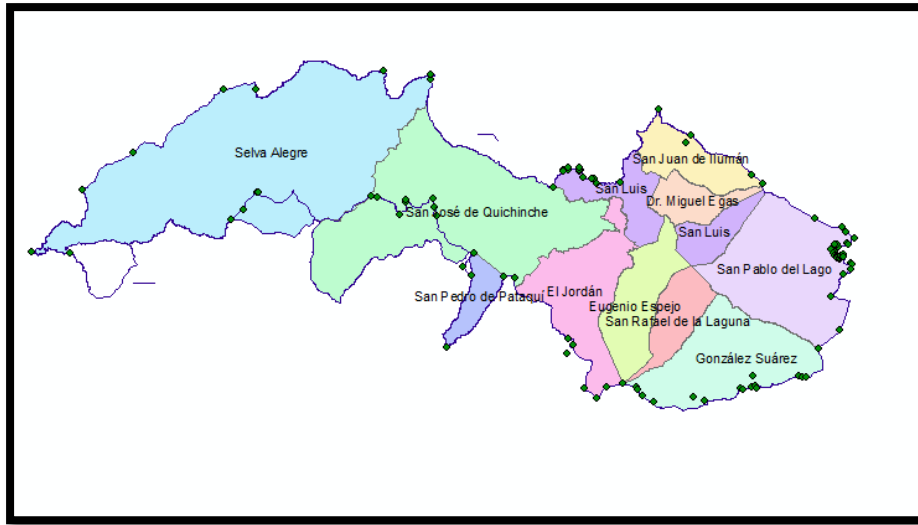 Selva Alegre
San Juan de Ilumán
San Luis
Dr. Miguel Egas
San José de Quichinche
San Luis
San Pablo del Lago
San Pedro de Pataquí
El Jordán
Eugenio Espejo
San Rafael de la Laguna
González Suárez